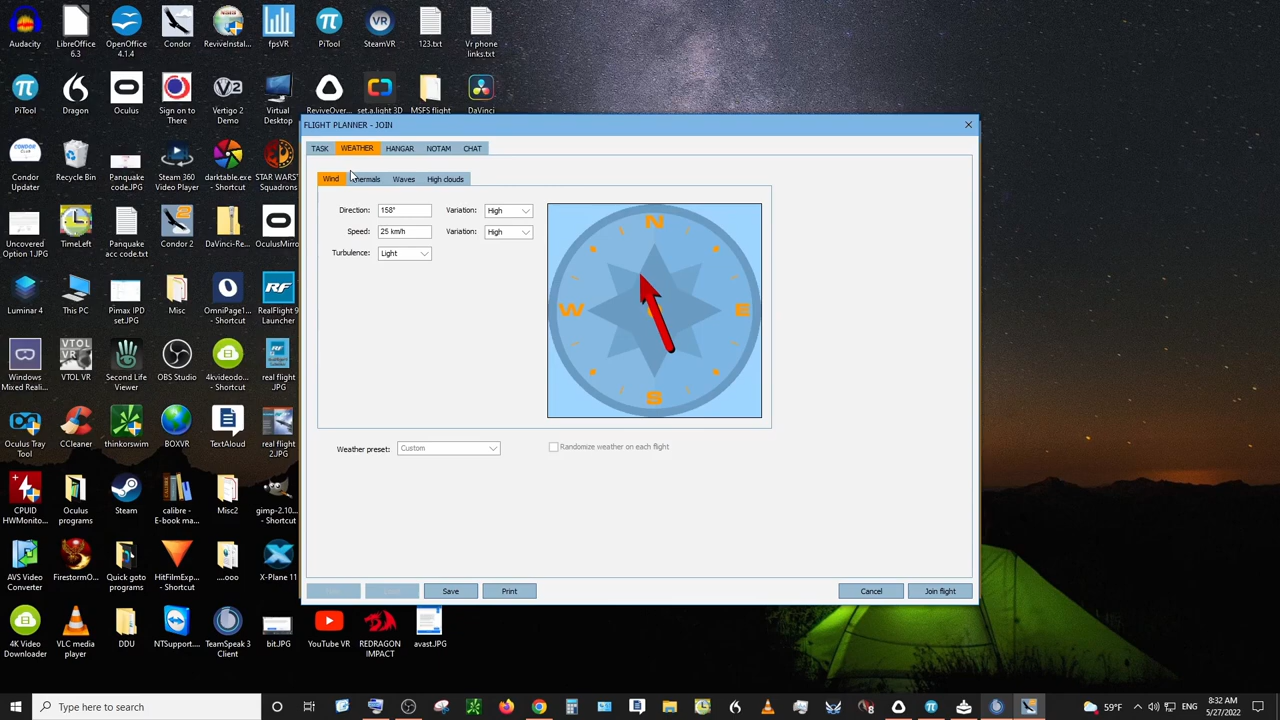 Audacity
LibreOffice 6.3
OpenOffice 4.1.4
Condor
ReviveInstal...
fpsVR
PiTool
SteamVR
123.txt
Vr phone links.txt
PiTool
Dragon
Oculus
Sign on to There
Vertigo 2 Demo
Virtual Desktop
ReviveOver...
set.a.light 3D
MSFS flight
DaVinci
Condor Updater
Recycle Bin
Panquake code.JPG
Steam 360 Video Player
darktable.exe - Shortcut
STAR WARS Squadrons
Uncovered Option 1.JPG
TimeLeft
Panquake acc code.txt
Condor 2
DaVinci-Re...
OculusMirror
Luminar 4
This PC
Pimax IPD set.JPG
Misc
OmniPage1... - Shortcut
RealFlight 9 Launcher
Windows Mixed Reali...
VTOL VR
Second Life Viewer
OBS Studio
4kvideodo... - Shortcut
real flight JPG
Oculus Tray Tool
CCleaner
thinkorswim
BOXVR
TextAloud
real flight 2.JPG
CPUID HWMonito...
Oculus programs
Steam
calibre - E-book ma...
Misc2
gimp-2.10... - Shortcut
AVS Video Converter
FirestormO...
Quick goto programs
HitFilmExp... - Shortcut
....ooo
X-Plane 11
4K Video Downloader
VLC media player
DDU
NTSupport....
TeamSpeak 3 Client
bit.JPG
YouTube VR
REDRAGON IMPACT
avast.JPG
FLIGHT PLANNER - JOIN
TASK WEATHER HANGAR NOTAM CHAT
Wind Thermals Waves High clouds
Direction: 158° Variation: High
Speed: 25 km/h Variation: High
Turbulence: Light
N
W E
S
Weather preset: Custom
Randomize weather on each flight
Save Print Cancel Join flight
Type here to search
59°F
ENG
8:32 AM
5/27/2022